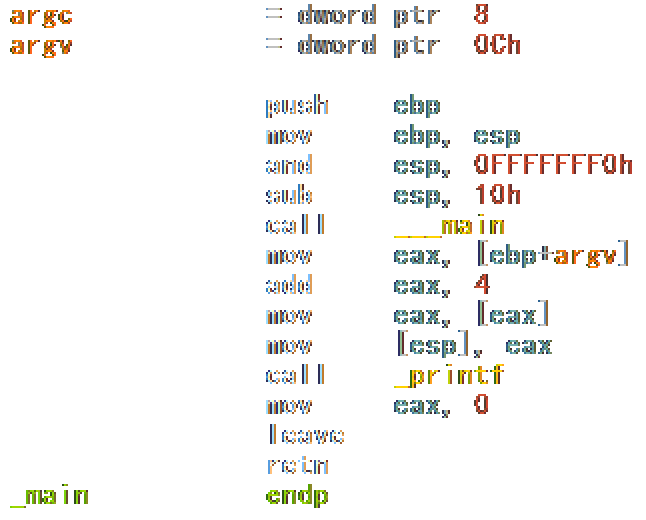 argc = dword ptr 8
argv = dword ptr 0Ch
push ebp
mov ebp, esp
and esp, 0FFFFFFF0h
sub esp, 10h
call ___main
mov eax, [ebp+argv]
add eax, 4
mov eax, [eax]
mov [esp], eax
call _printf
mov eax, 0
leave
retn
_main endp